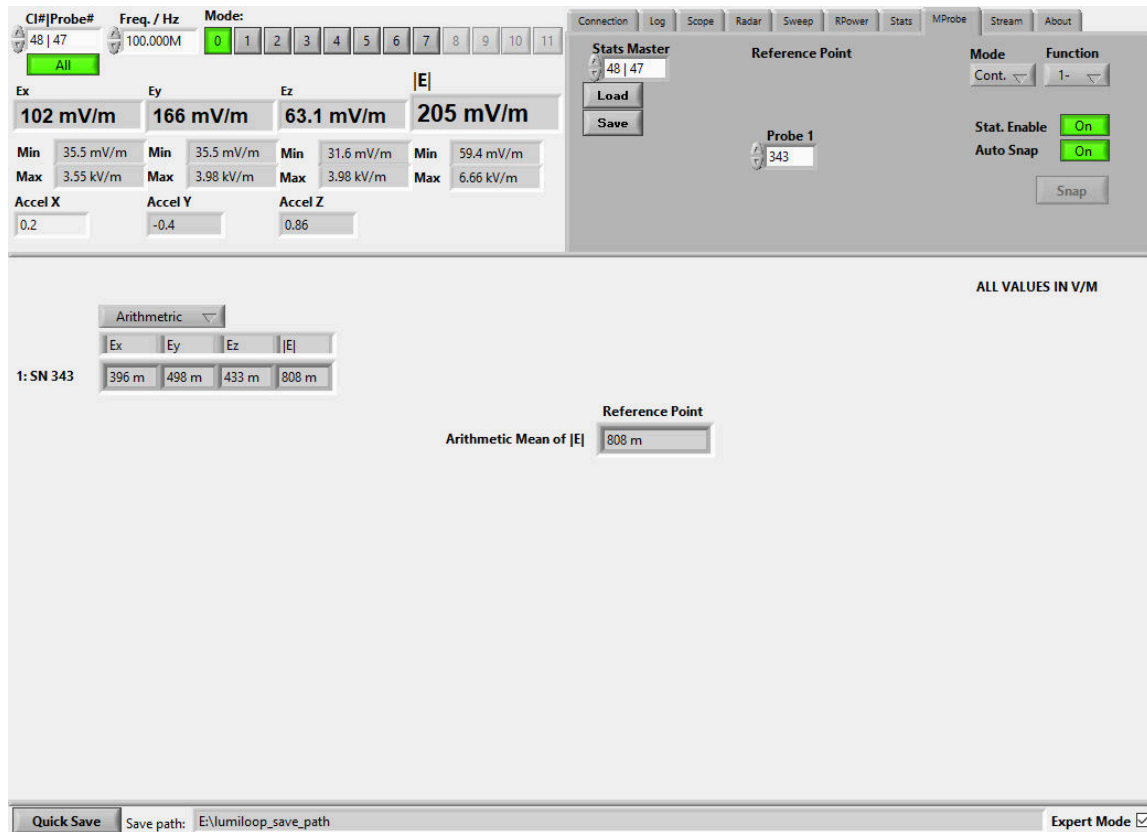 CI#|Probe# Freq. / Hz Mode:
48 | 47 100.000M 0 1 2 3 4 5 6 7 8 9 10 11
All
Ex Ey Ez |E|
102 mV/m 166 mV/m 63.1 mV/m 205 mV/m
Min 35.5 mV/m Min 35.5 mV/m Min 31.6 mV/m Min 59.4 mV/m
Max 3.55 kV/m Max 3.98 kV/m Max 3.98 kV/m Max 6.66 kV/m
Accel X Accel Y Accel Z
0.2 -0.4 0.86
Connection Log Scope Radar Sweep RPower Stats MProbe Stream About
Stats Master Reference Point Mode Function
48 | 47 Cont. 1-
Load
Save Probe 1 Stat. Enable On
343 Auto Snap On
Snap
ALL VALUES IN V/M
Arithmetric
Ex Ey Ez |E|
1: SN 343 396 m 498 m 433 m 808 m
Reference Point
Arithmetic Mean of |E| 808 m
Quick Save Save path: E:\lumiloop_save_path Expert Mode